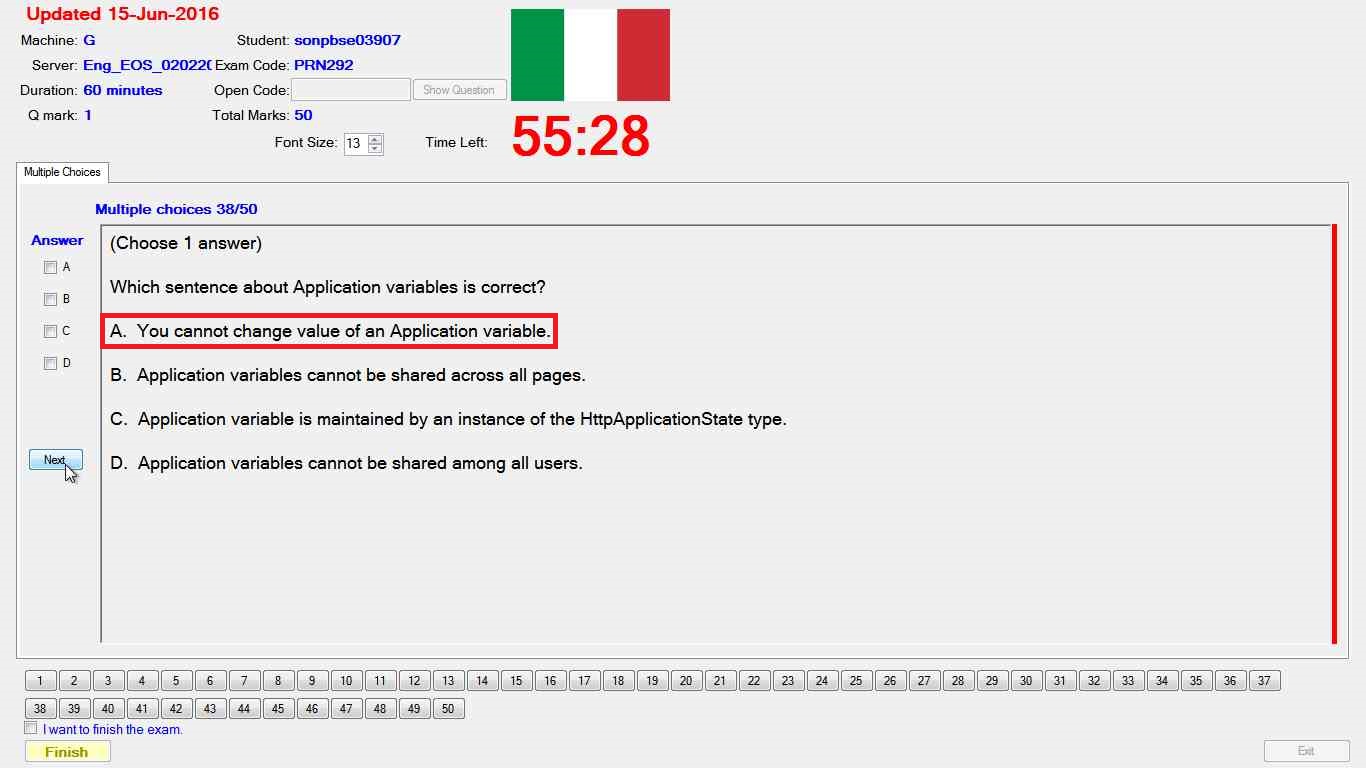 Updated 15-Jun-2016
Machine: G Student: sonpbse03907
Server: Eng_EOS_02022( Exam Code: PRN292
Duration: 60 minutes Open Code: Show Question
Q mark: 1 Total Marks: 50
Font Size: 13 Time Left: 55:28
Multiple Choices
Multiple choices 38/50
Answer
A
B
C
D
Next
(Choose 1 answer)
Which sentence about Application variables is correct?
A. You cannot change value of an Application variable.
B. Application variables cannot be shared across all pages.
C. Application variable is maintained by an instance of the HttpApplicationState type.
D. Application variables cannot be shared among all users.
1 2 3 4 5 6 7 8 9 10 11 12 13 14 15 16 17 18 19 20 21 22 23 24 25 26 27 28 29 30 31 32 33 34 35 36 37
38 39 40 41 42 43 44 45 46 47 48 49 50
I want to finish the exam.
Finish Exit